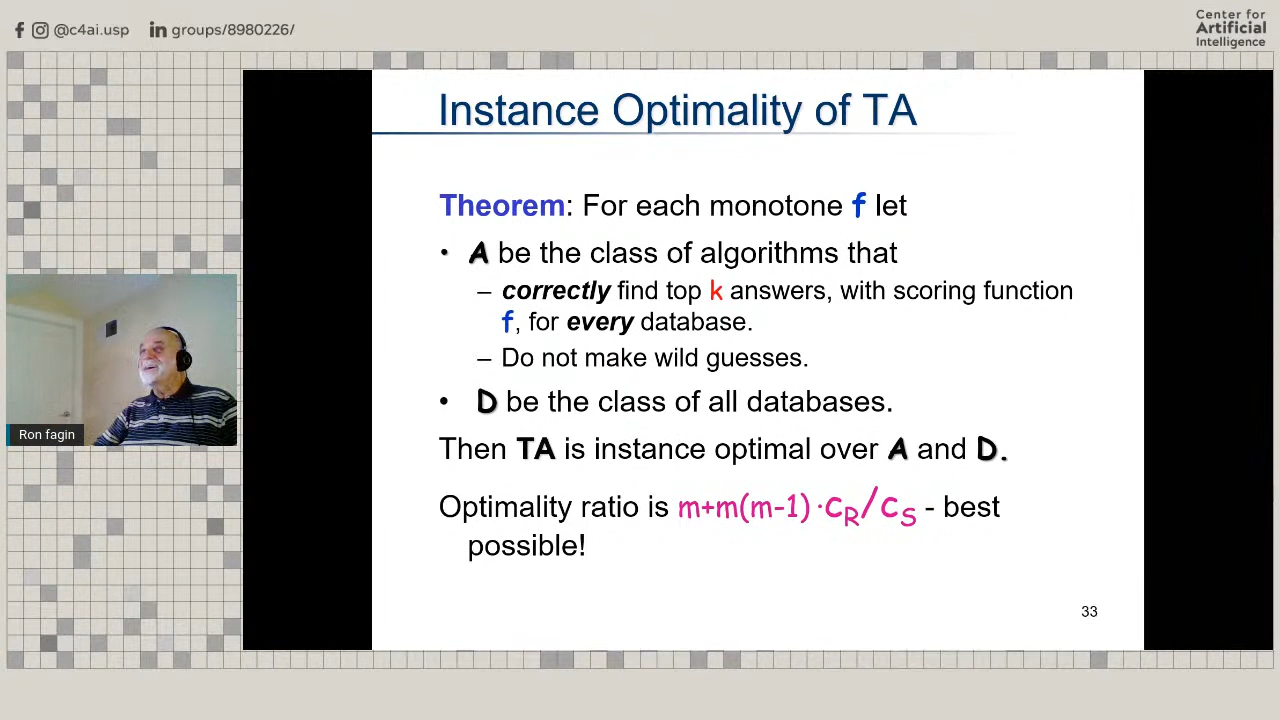 @c4ai.usp in groups/8980226/
Center for
Artificial
Intelligence
Instance Optimality of TA
Theorem: For each monotone f let
• A be the class of algorithms that
– correctly find top k answers, with scoring function
f, for every database.
– Do not make wild guesses.
• D be the class of all databases.
Then TA is instance optimal over A and D.
Optimality ratio is m+m(m-1)·cR/cS - best
possible!
33
Ron fagin